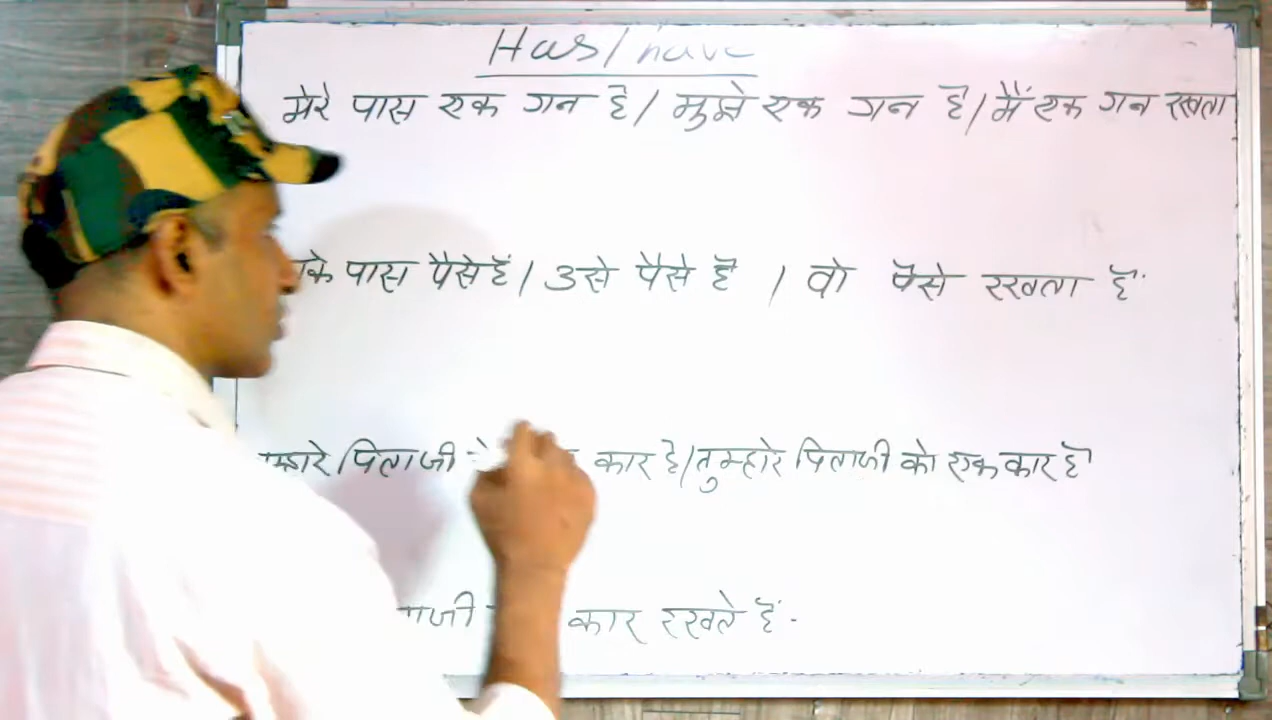 Has/have
मेरे पास एक गन है/ मुझे एक गन है/मैं एक गन रखता
के पास पैसे हैं/ उसे पैसे हैं / वो पैसे रखता है.
पिताजी कार है/तुम्हारे पिताजी को एक कार है
कार रखते हैं.